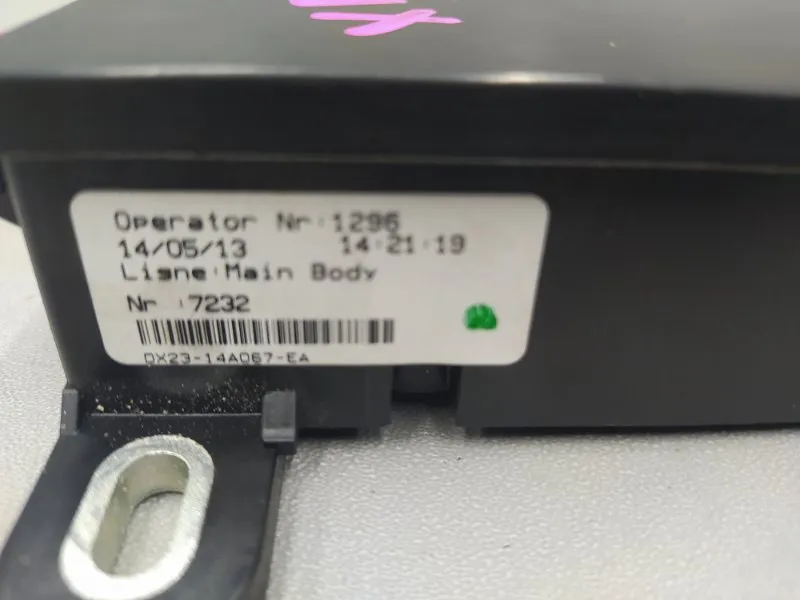 Operator Nr:1296
14/05/13 14:21:19
Ligne:Main Body
Nr :7232
DX23-14A067-EA